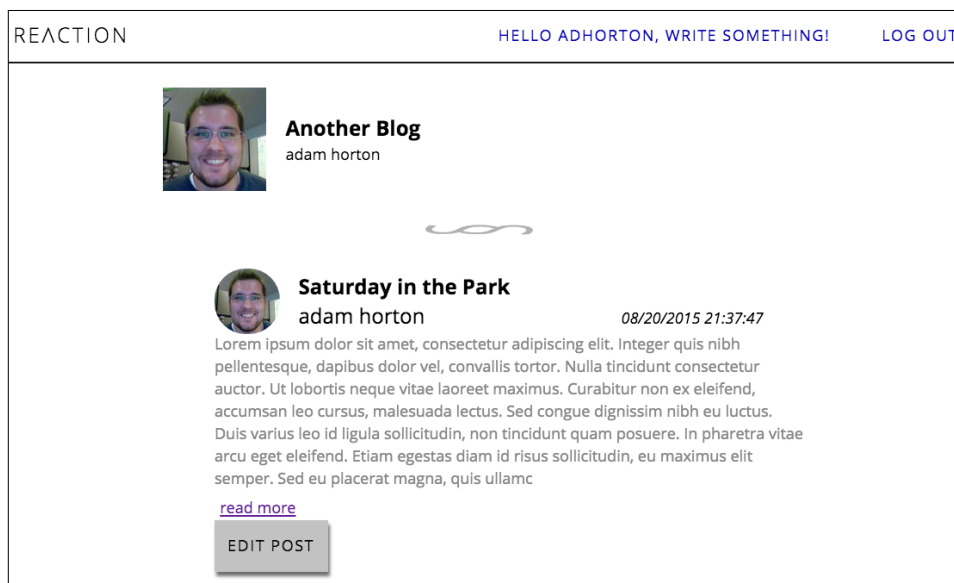 REACTION
HELLO ADHORTON, WRITE SOMETHING!
LOG OUT
Another Blog
adam horton
Saturday in the Park
adam horton
08/20/2015 21:37:47
Lorem ipsum dolor sit amet, consectetur adipiscing elit. Integer quis nibh
pellentesque, dapibus dolor vel, convallis tortor. Nulla tincidunt consectetur
auctor. Ut lobortis neque vitae laoreet maximus. Curabitur non ex eleifend,
accumsan leo cursus, malesuada lectus. Sed congue dignissim nibh eu luctus.
Duis varius leo id ligula sollicitudin, non tincidunt quam posuere. In pharetra vitae
arcu eget eleifend. Etiam egestas diam id risus sollicitudin, eu maximus elit
semper. Sed eu placerat magna, quis ullamc
read more
EDIT POST